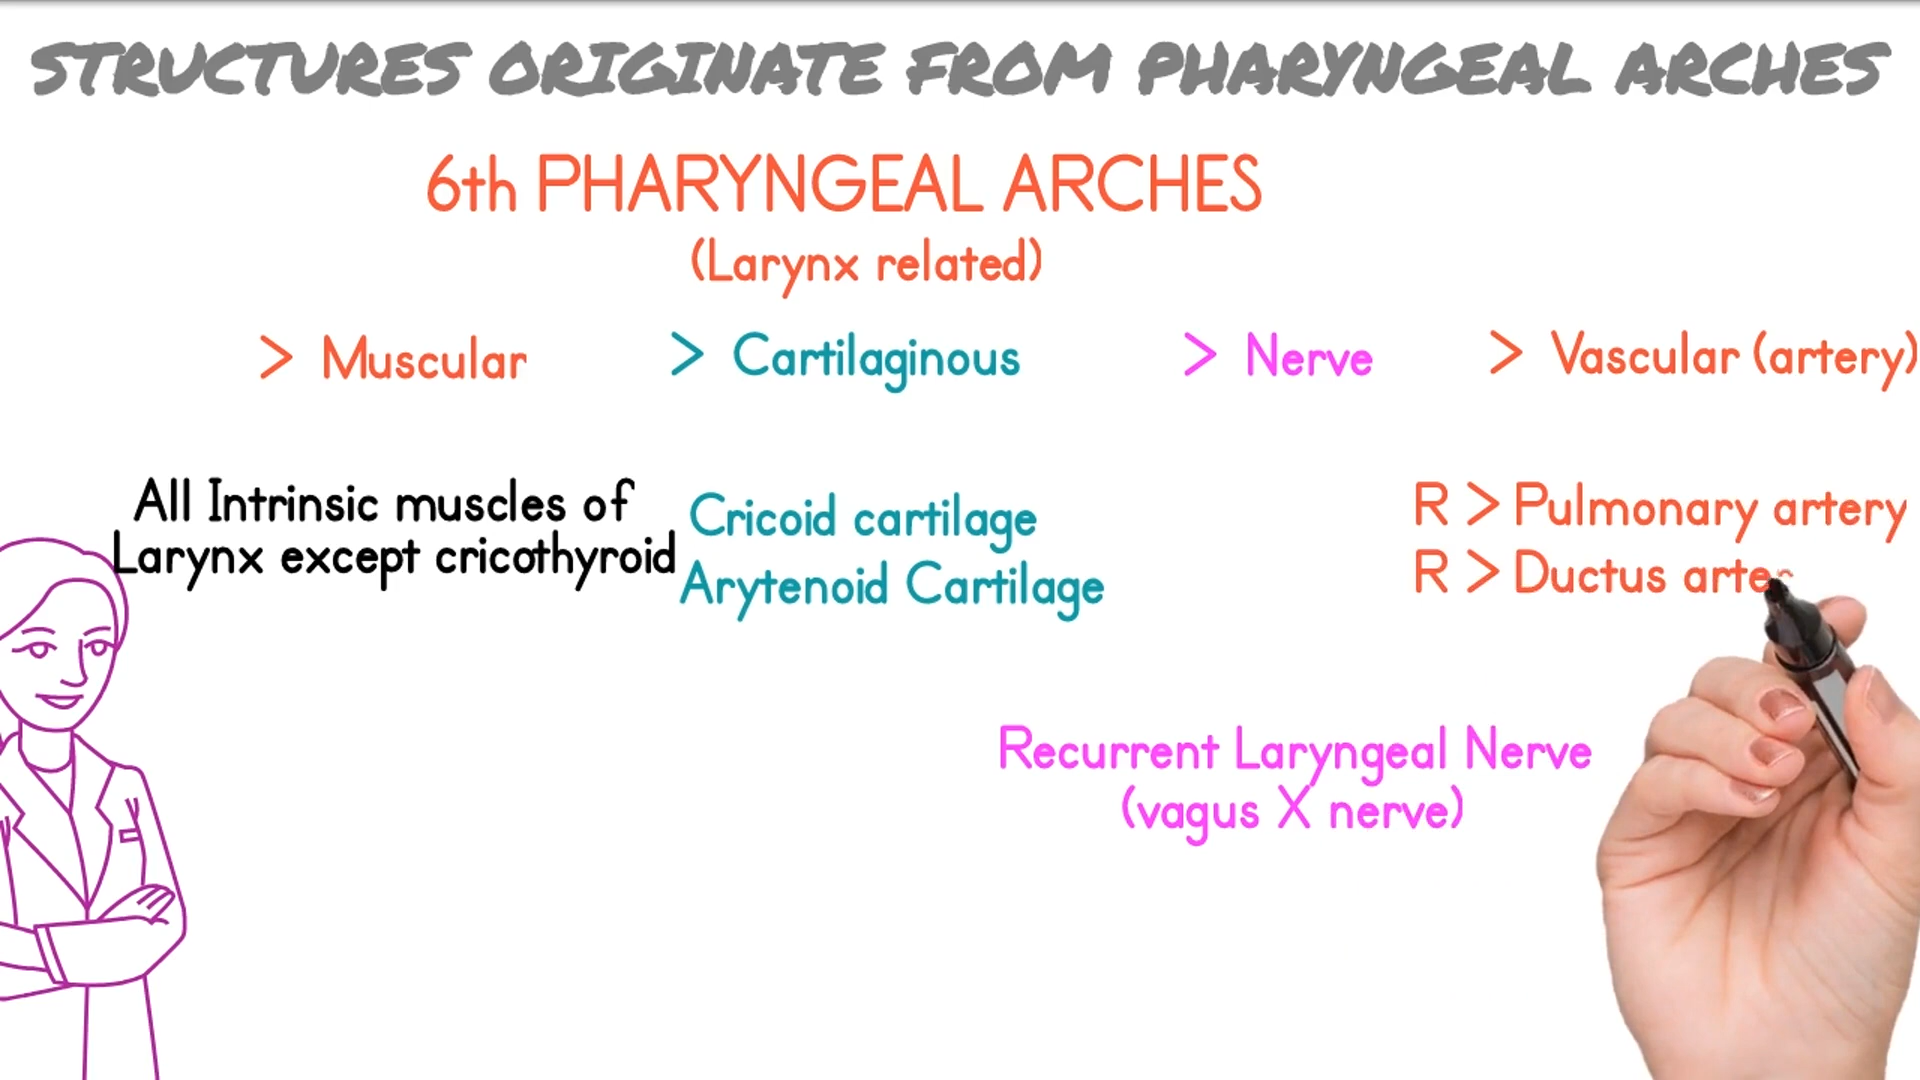 STRUCTURES ORIGINATE FROM PHARYNGEAL ARCHES
6th PHARYNGEAL ARCHES
(Larynx related)
> Muscular
> Cartilaginous
> Nerve
> Vascular (artery)
All Intrinsic muscles of
Larynx except cricothyroid
Cricoid cartilage
Arytenoid Cartilage
R > Pulmonary artery
R > Ductus
Recurrent Laryngeal Nerve
(vagus X nerve)